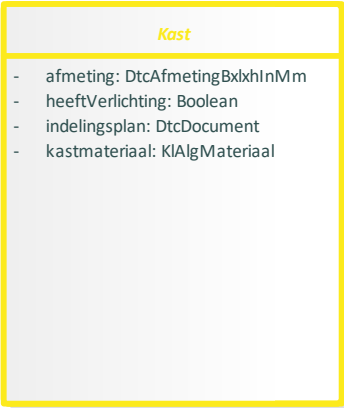 Kast
- afmeting: DtcAfmetingBxlxhInMm
- heeftVerlichting: Boolean
- indelingsplan: DtcDocument
- kastmateriaal: KlAlgMateriaal